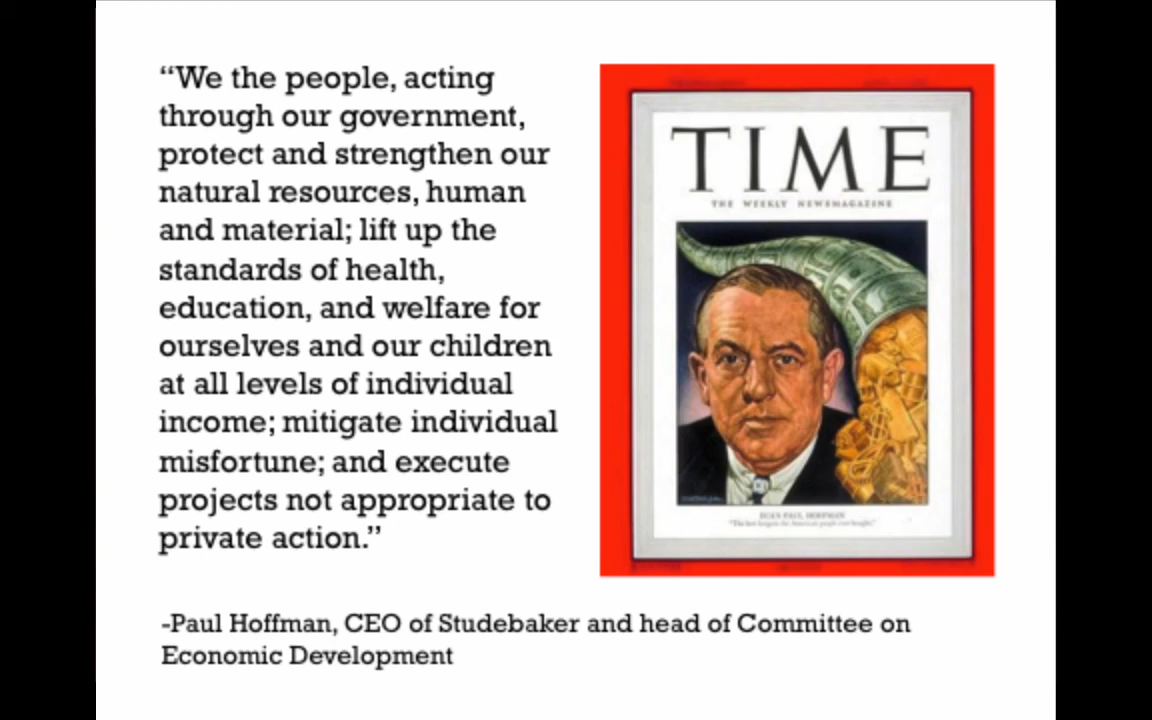 “We the people, acting
through our government,
protect and strengthen our
natural resources, human
and material; lift up the
standards of health,
education, and welfare for
ourselves and our children
at all levels of individual
income; mitigate individual
misfortune; and execute
projects not appropriate to
private action.”
TIME
THE WEEKLY NEWSMAGAZINE
PAUL HOFFMAN
-Paul Hoffman, CEO of Studebaker and head of Committee on
Economic Development